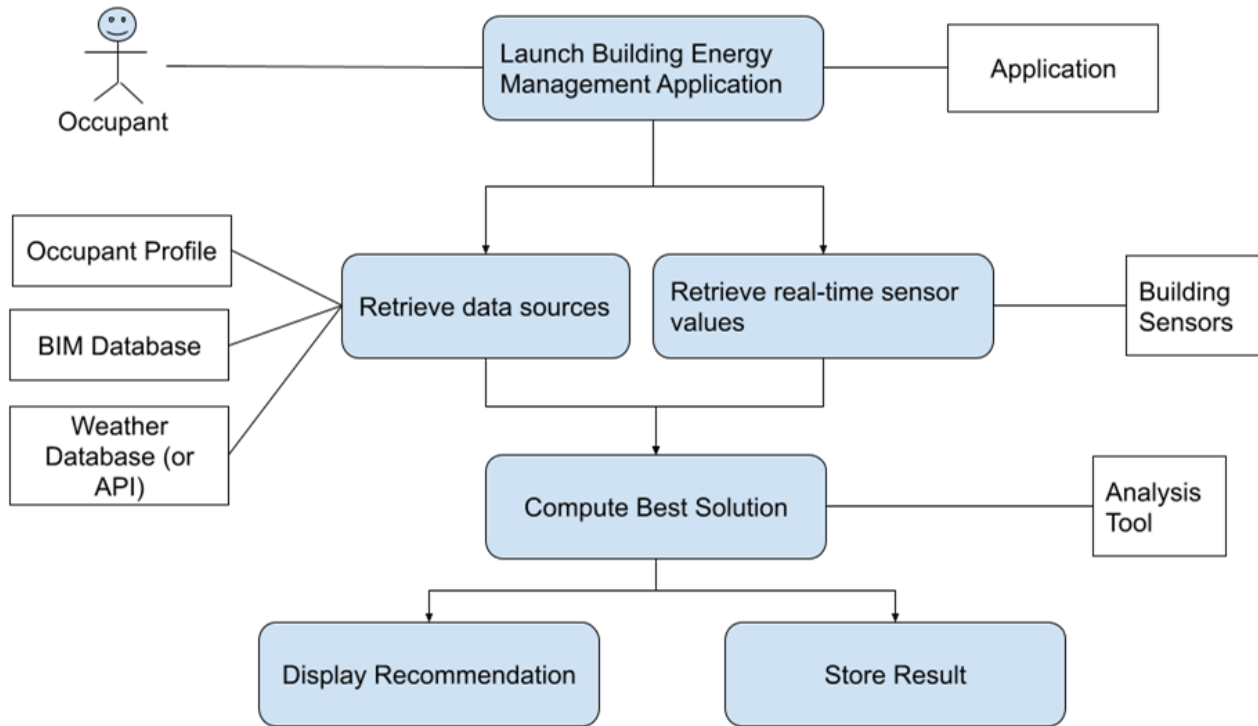 Launch Building Energy
Management Application
Application
Occupant
Occupant Profile
BIM Database
Weather
Database (or
API)
Retrieve data sources
Retrieve real-time sensor
values
Building
Sensors
Compute Best Solution
Analysis
Tool
Display Recommendation
Store Result